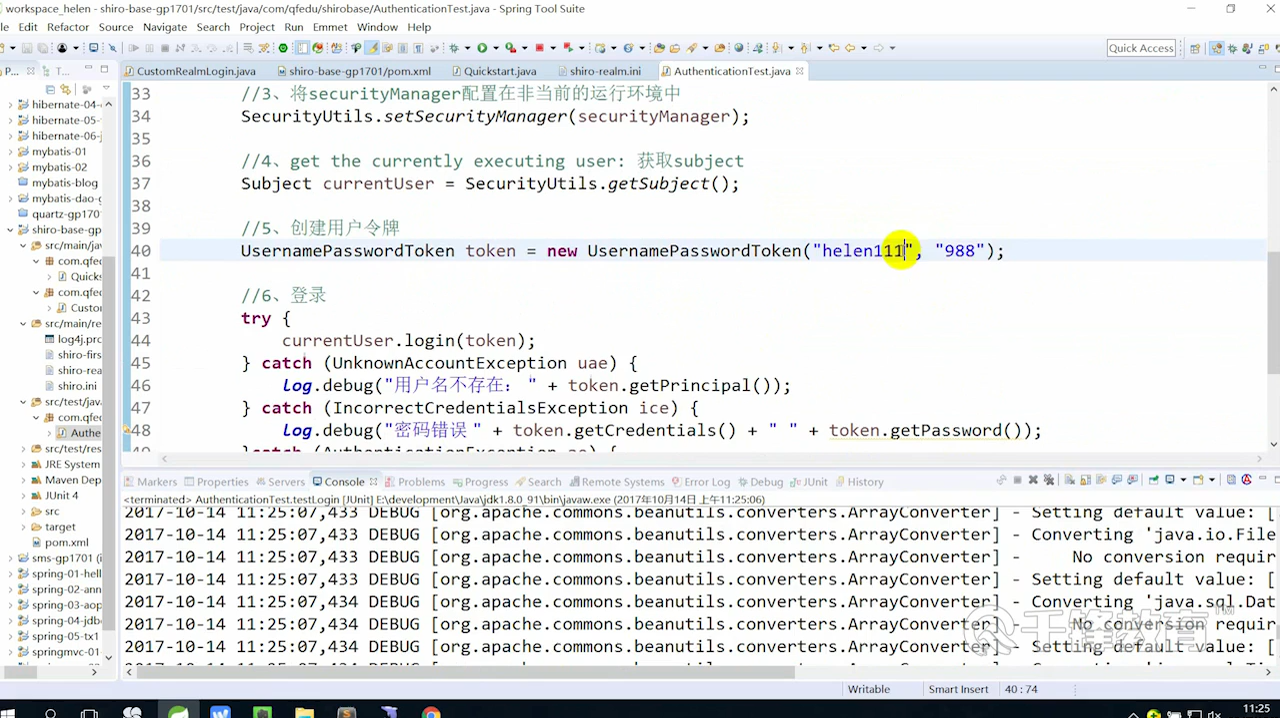 workspace_helen - shiro-base-gp1701/src/test/java/com/qfedu/shirobase/AuthenticationTest.java - Spring Tool Suite
Edit Refactor Source Navigate Search Project Run Emmet Window Help
Quick Access
CustomRealmLogin.java shiro-base-gp1701/pom.xml Quickstart.java shiro-realm.ini AuthenticationTest.java
hibernate-04-
hibernate-05-
hibernate-06-
mybatis-01
mybatis-02
mybatis-blog
mybatis-dao-
quartz-gp1701
shiro-base-gp
src/main/jav
com.qfec
Quicks
com.qfec
Custo
src/main/re
log4j.prc
shiro-firs
shiro-rea
shiro.ini
src/test/java
com.qfed
Authe
src/test/resc
JRE System
Maven Dep
JUnit 4
src
target
pom.xml
sms-gp1701 (
spring-01-hell
spring-02-ann
spring-03-aop
spring-04-jdb
spring-05-tx1
springmvc-01
33 //3、将securityManager配置在非当前的运行环境中
34 SecurityUtils.setSecurityManager(securityManager);
35
36 //4、get the currently executing user: 获取subject
37 Subject currentUser = SecurityUtils.getSubject();
38
39 //5、创建用户令牌
40 UsernamePasswordToken token = new UsernamePasswordToken("helen111", "988");
41
42 //6、登录
43 try {
44 currentUser.login(token);
45 } catch (UnknownAccountException uae) {
46 log.debug("用户名不存在: " + token.getPrincipal());
47 } catch (IncorrectCredentialsException ice) {
48 log.debug("密码错误 " + token.getCredentials() + " " + token.getPassword());
}catch (AuthenticationException ae) {
Markers Properties Servers Console Problems Progress Search Remote Systems Error Log Debug JUnit History
<terminated> AuthenticationTest.testLogin [JUnit] E:\development\Java\jdk1.8.0_91\bin\javaw.exe (2017年10月14日 上午11:25:06)
2017-10-14 11:25:07,433 DEBUG [org.apache.commons.beanutils.converters.ArrayConverter] - Setting default value: [
2017-10-14 11:25:07,433 DEBUG [org.apache.commons.beanutils.converters.ArrayConverter] - Converting 'java.io.File
2017-10-14 11:25:07,433 DEBUG [org.apache.commons.beanutils.converters.ArrayConverter] - No conversion requir
2017-10-14 11:25:07,433 DEBUG [org.apache.commons.beanutils.converters.ArrayConverter] - Setting default value: [
2017-10-14 11:25:07,434 DEBUG [org.apache.commons.beanutils.converters.ArrayConverter] - Converting 'java.sql.Dat
2017-10-14 11:25:07,434 DEBUG [org.apache.commons.beanutils.converters.ArrayConverter] - No conversion requir
2017-10-14 11:25:07,434 DEBUG [org.apache.commons.beanutils.converters.ArrayConverter] - Setting default value: [
千锋教育 TM
Writable Smart Insert 40 : 74
11:25